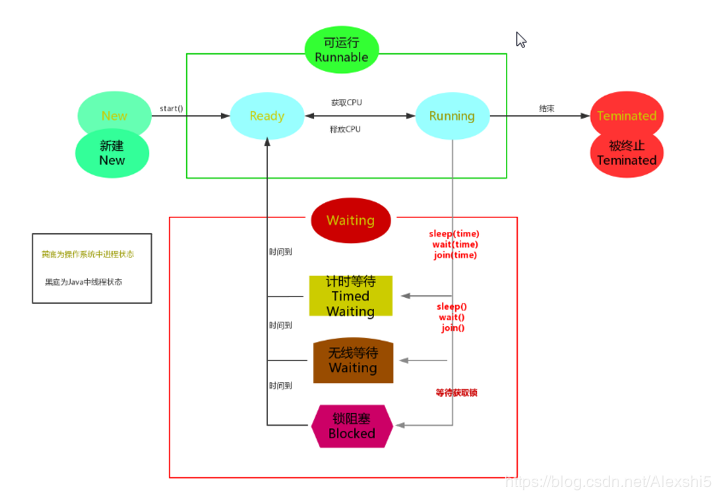 可运行
Runnable
New
start()
Ready
获取CPU
释放CPU
Running
结束
Teminated
新建
New
被终止
Teminated
Waiting
黄底为操作系统中进程状态
黑底为Java中线程状态
时间到
sleep(time)
wait(time)
join(time)
计时等待
Timed
Waiting
sleep()
wait()
join()
时间到
无线等待
Waiting
时间到
等待获取锁
锁阻塞
Blocked
https://blog.csdn.net/Alexshi5